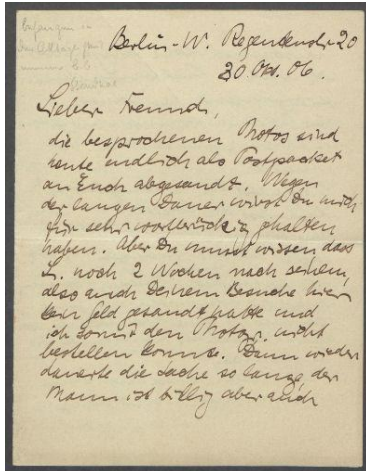 Berlin-W. Regentenstr 20
30 Okt. 06.
Lieber Freund,
die besprochenen Photos sind
heute endlich als Postpacket
an Euch abgesandt. Wegen
der langen Dauer wirst Du mich
für sehr wortbrüchig gehalten
haben. Aber Du musst wissen dass
L. noch 2 Wochen nach seinem,
also auch Deinem Besuche hier
kein Geld gesandt hatte und
ich somit den Photogr. nicht
bestellen konnte. Dann wieder
dauerte die Sache so lange der
Mann ist billig aber auch